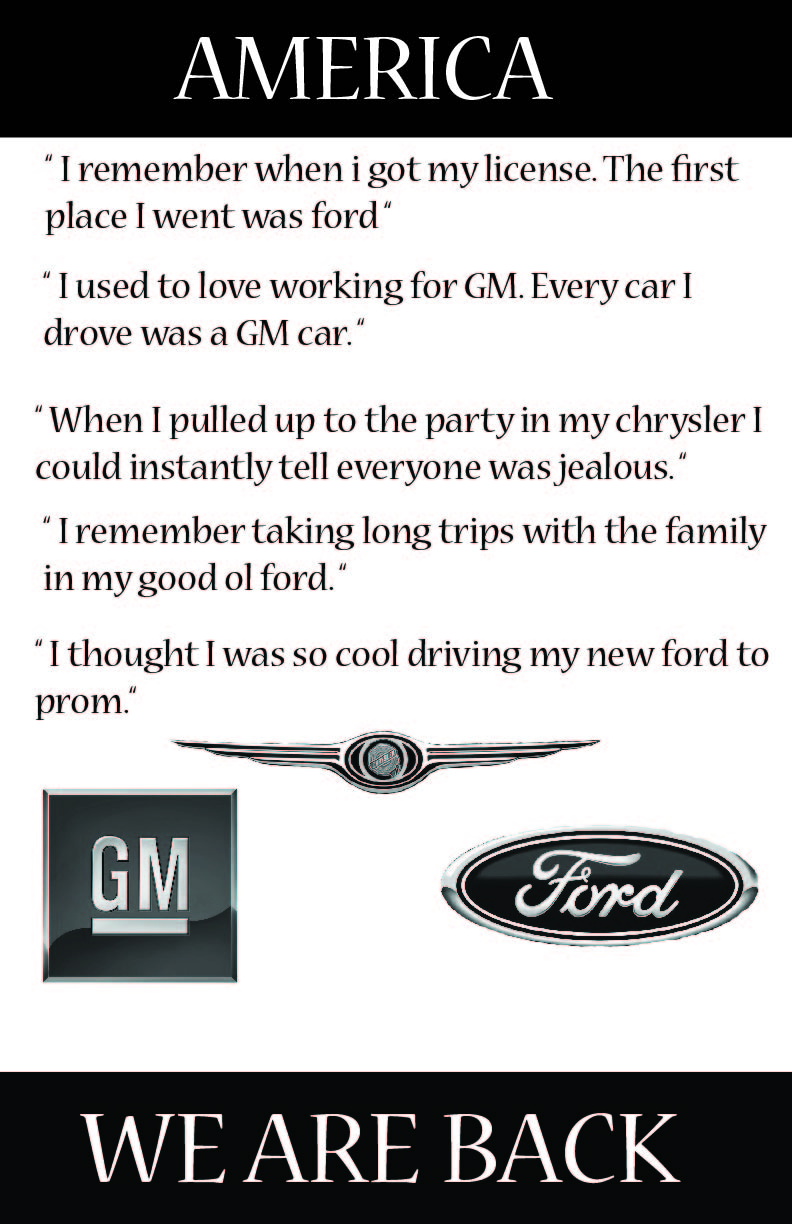 AMERICA
“ I remember when i got my license. The first
place I went was ford “
“ I used to love working for GM. Every car I
drove was a GM car. “
“ When I pulled up to the party in my chrysler I
could instantly tell everyone was jealous. “
“ I remember taking long trips with the family
in my good ol ford. “
“ I thought I was so cool driving my new ford to
prom.“
GM
Ford
WE ARE BACK